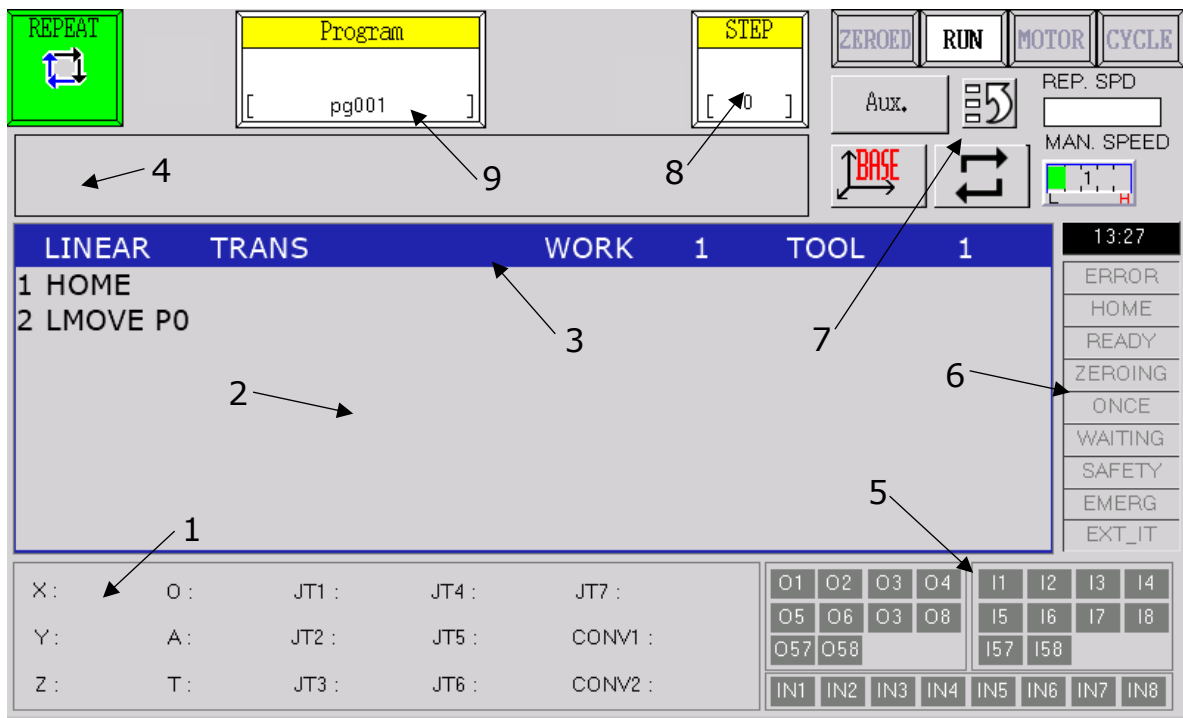 REPEAT
Program
[ pg001 ]
STEP
[ 0 ]
ZEROED RUN MOTOR CYCLE
Aux.
REP. SPD
BASE
MAN. SPEED
1
L H
4
9
8
7
LINEAR TRANS WORK 1 TOOL 1
13:27
1 HOME
2 LMOVE P0
3
2
6
5
1
ERROR
HOME
READY
ZEROING
ONCE
WAITING
SAFETY
EMERG
EXT_IT
X : O : JT1 : JT4 : JT7 :
Y : A : JT2 : JT5 : CONV1 :
Z : T : JT3 : JT6 : CONV2 :
O1 O2 O3 O4 I1 I2 I3 I4
O5 O6 O3 O8 I5 I6 I7 I8
O57 O58 I57 I58
IN1 IN2 IN3 IN4 IN5 IN6 IN7 IN8